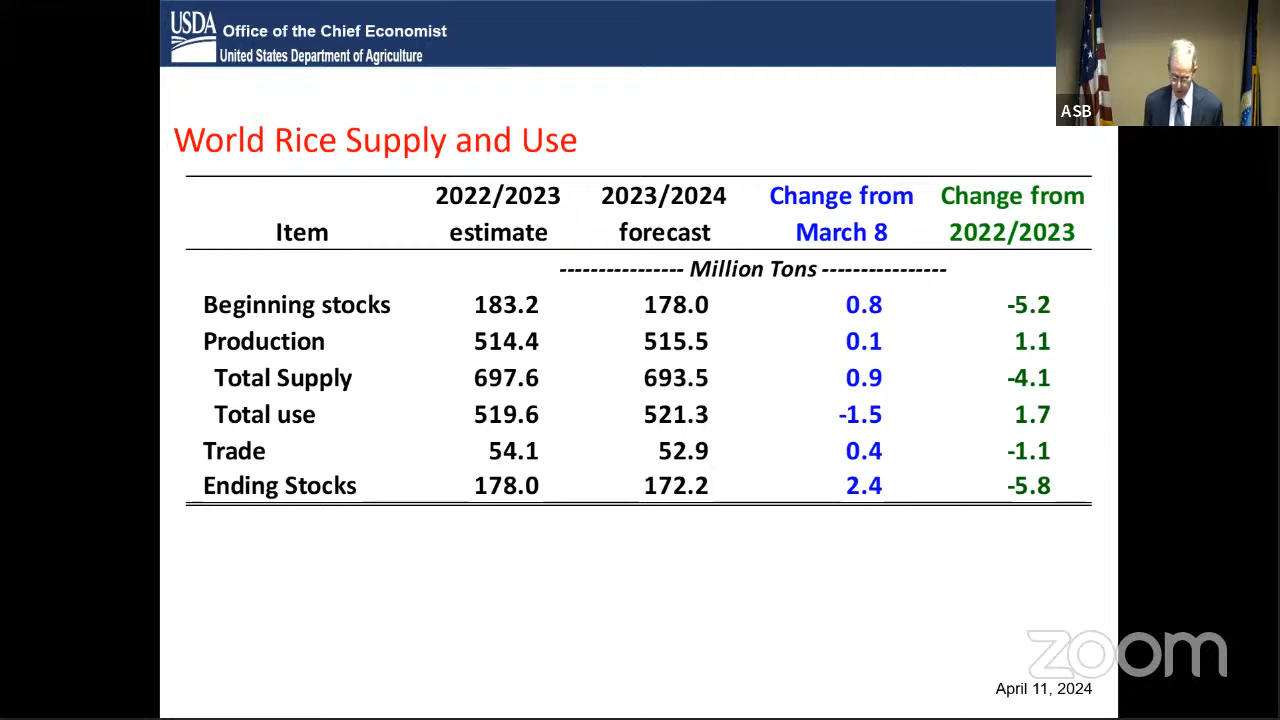 USDA
Office of the Chief Economist
United States Department of Agriculture
ASB
World Rice Supply and Use
2022/2023 2023/2024 Change from Change from
Item estimate forecast March 8 2022/2023
---------------- Million Tons ----------------
Beginning stocks 183.2 178.0 0.8 -5.2
Production 514.4 515.5 0.1 1.1
Total Supply 697.6 693.5 0.9 -4.1
Total use 519.6 521.3 -1.5 1.7
Trade 54.1 52.9 0.4 -1.1
Ending Stocks 178.0 172.2 2.4 -5.8
zoom
April 11, 2024